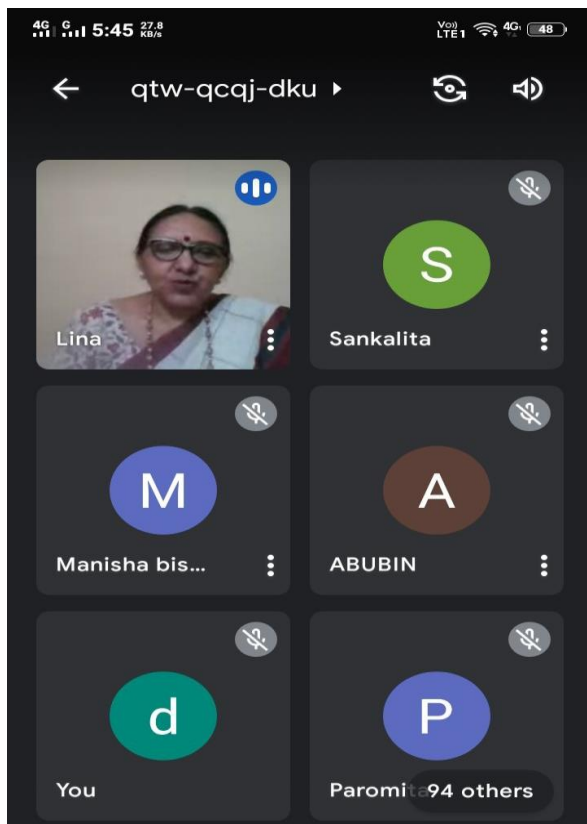 4G G 5:45 27.8 KB/s Vo)) LTE1 4G 48
qtw-qcqj-dku
Lina
S
Sankalita
M
Manisha bis...
A
ABUBIN
d
You
P
Paromita
94 others